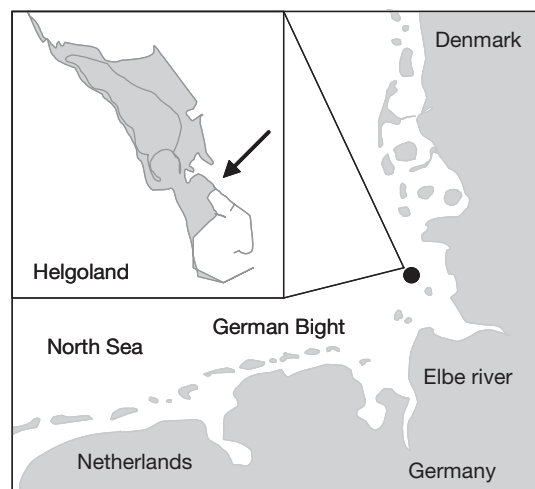 Denmark
Helgoland
German Bight
North Sea
Elbe river
Netherlands
Germany